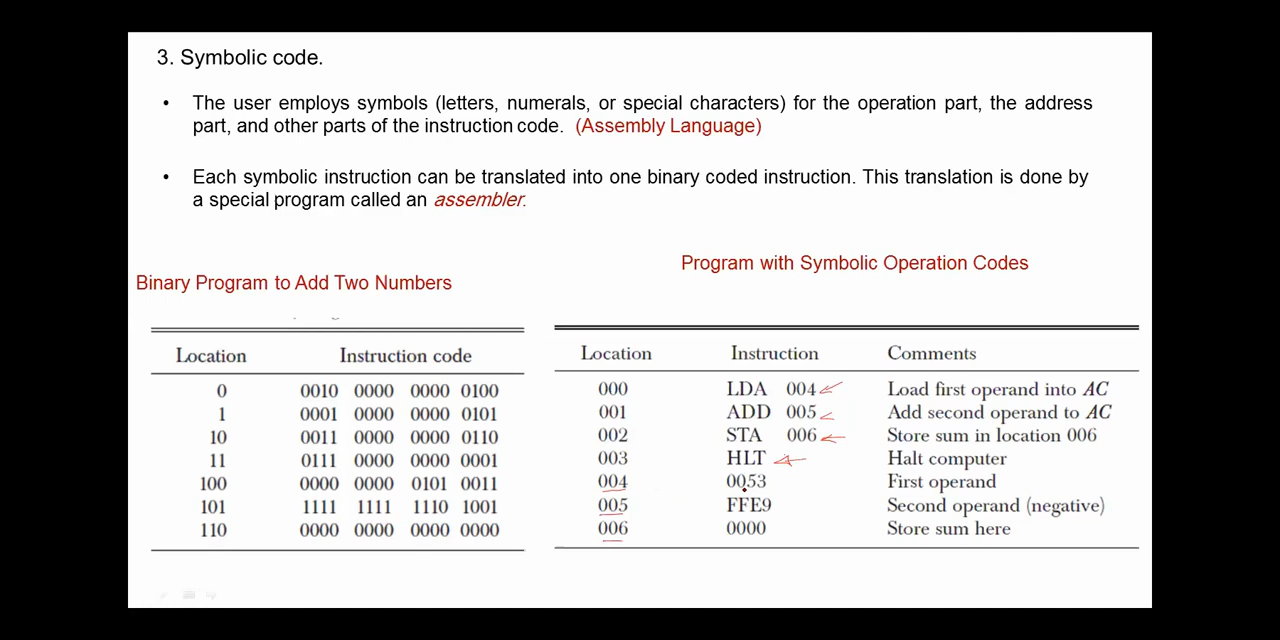 3. Symbolic code.
• The user employs symbols (letters, numerals, or special characters) for the operation part, the address
part, and other parts of the instruction code. (Assembly Language)
• Each symbolic instruction can be translated into one binary coded instruction. This translation is done by
a special program called an assembler.
Binary Program to Add Two Numbers
Location Instruction code
0 0010 0000 0000 0100
1 0001 0000 0000 0101
10 0011 0000 0000 0110
11 0111 0000 0000 0001
100 0000 0000 0101 0011
101 1111 1111 1110 1001
110 0000 0000 0000 0000
Program with Symbolic Operation Codes
Location Instruction Comments
000 LDA 004 Load first operand into AC
001 ADD 005 Add second operand to AC
002 STA 006 Store sum in location 006
003 HLT Halt computer
004 0053 First operand
005 FFE9 Second operand (negative)
006 0000 Store sum here